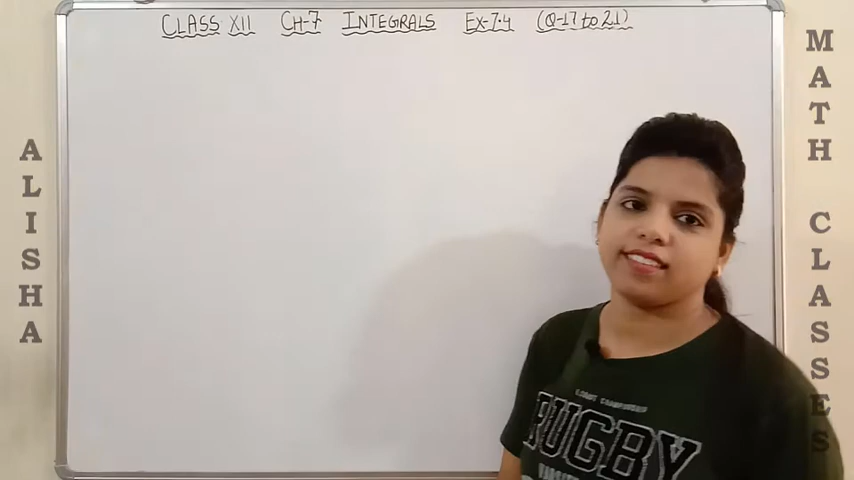 CLASS XII CH-7 INTEGRALS EX-7.4 (Q-17 to 21)
ALISHA
MATH CLASSES
RUGBY